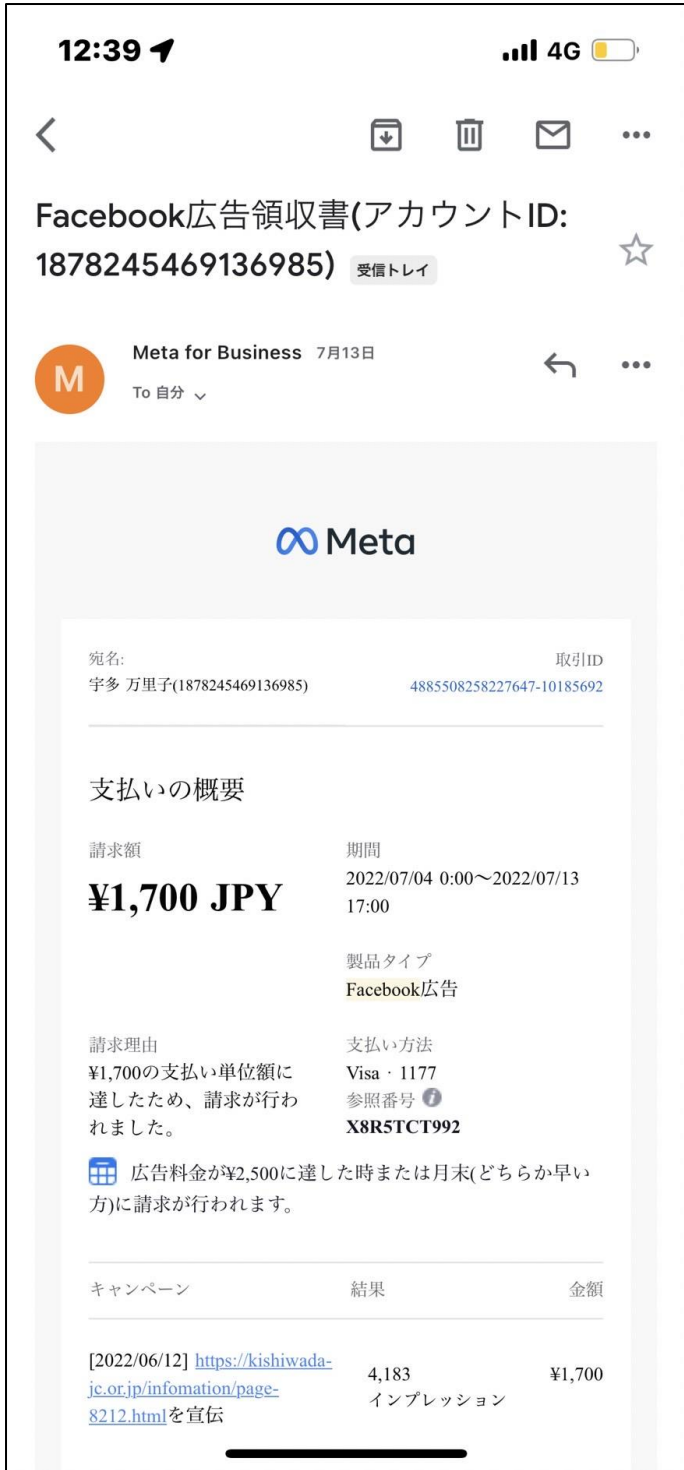 12:39
4G
Facebook広告領収書(アカウントID:
1878245469136985) 受信トレイ
M
Meta for Business 7月13日
To 自分
Meta
宛名:
宇多 万里子(1878245469136985)
取引ID
4885508258227647-10185692
支払いの概要
請求額
¥1,700 JPY
期間
2022/07/04 0:00〜2022/07/13
17:00
製品タイプ
Facebook広告
請求理由
¥1,700の支払い単位額に
達したため、請求が行わ
れました。
支払い方法
Visa · 1177
参照番号
X8R5TCT992
広告料金が¥2,500に達した時または月末(どちらか早い
方)に請求が行われます。
キャンペーン 結果 金額
[2022/06/12] https://kishiwada-
jc.or.jp/infomation/page-
8212.htmlを宣伝
4,183
インプレッション
¥1,700